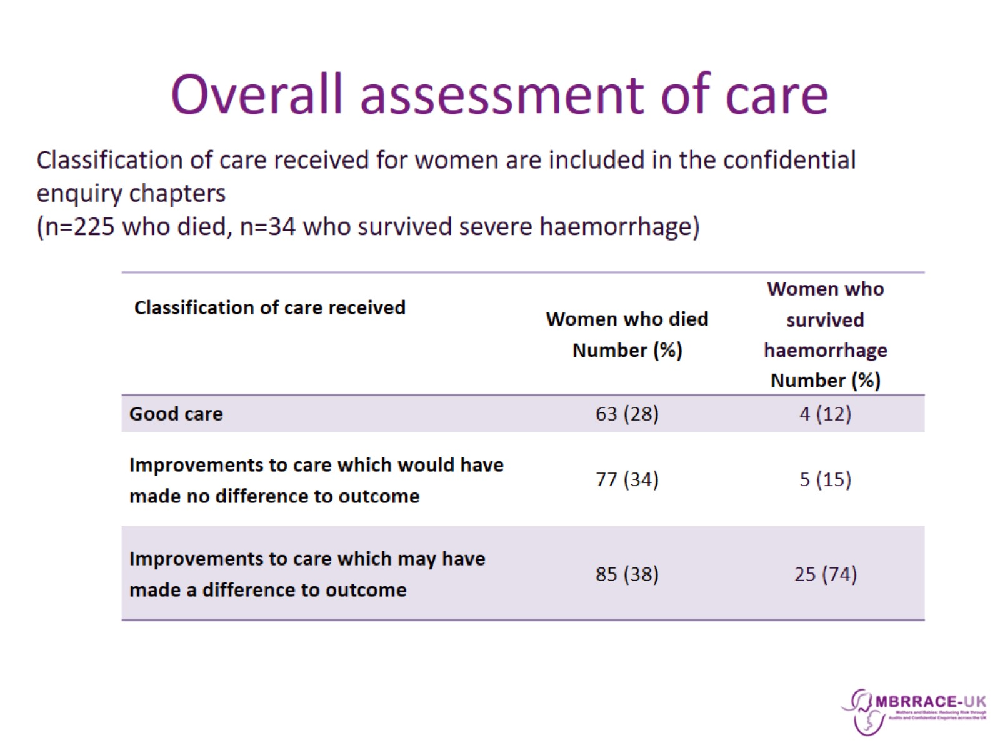 Overall assessment of care
Classification of care received for women are included in the confidential
enquiry chapters
(n=225 who died, n=34 who survived severe haemorrhage)
Classification of care received
Women who died
Number (%)
Women who
survived
haemorrhage
Number (%)
Good care
63 (28)
4 (12)
Improvements to care which would have
made no difference to outcome
77 (34)
5 (15)
Improvements to care which may have
made a difference to outcome
85 (38)
25 (74)
MBRRACE-UK
Mothers and Babies: Reducing Risk through
Audits and Confidential Enquiries across the UK